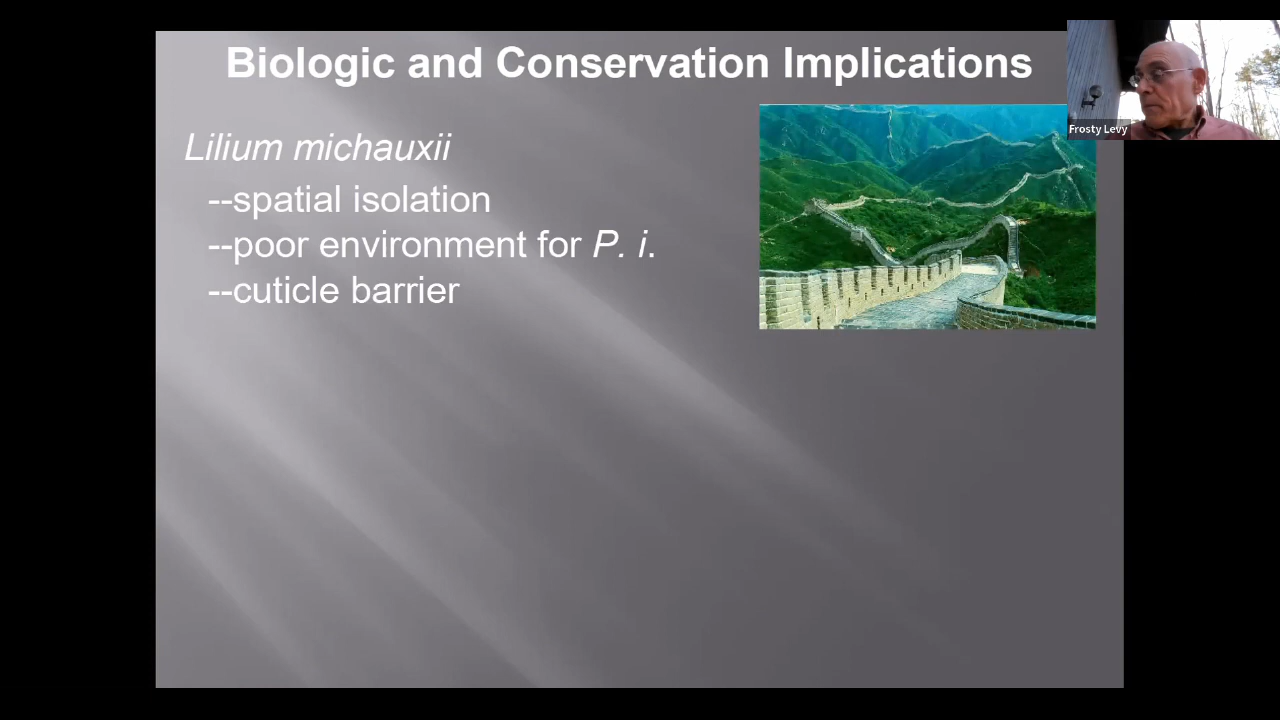 Biologic and Conservation Implications
Lilium michauxii
--spatial isolation
--poor environment for P. i.
--cuticle barrier
Frosty Levy